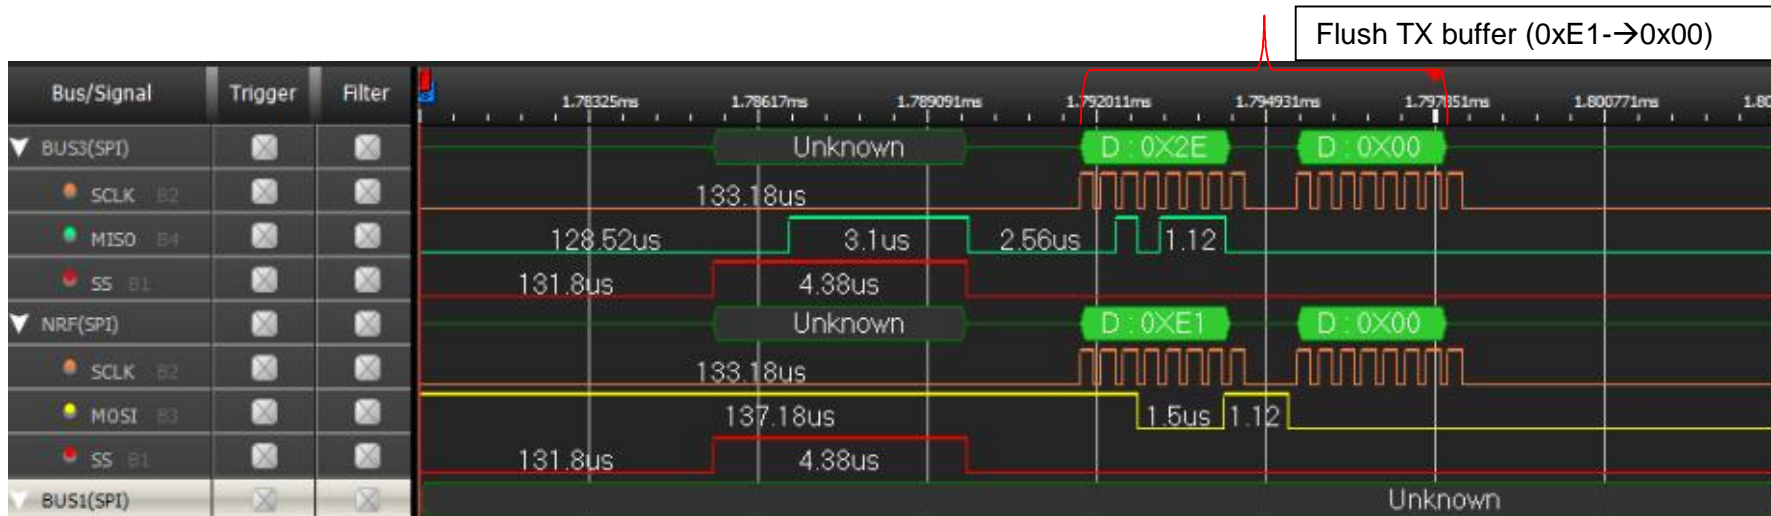 Flush TX buffer (0xE1-→0x00)
Bus/Signal Trigger Filter 1.78325ms 1.78617ms 1.789091ms 1.792011ms 1.794931ms 1.797851ms 1.800771ms 1.80
BUS3(SPI) Unknown D:0X2E D:0X00
SCLK B2 133.18us
MISO B4 128.52us 3.1us 2.56us 1.12
SS B1 131.8us 4.38us
NRF(SPI) Unknown D:0XE1 D:0X00
SCLK B2 133.18us
MOSI B3 137.18us 1.5us 1.12
SS B1 131.8us 4.38us
BUS1(SPI) Unknown